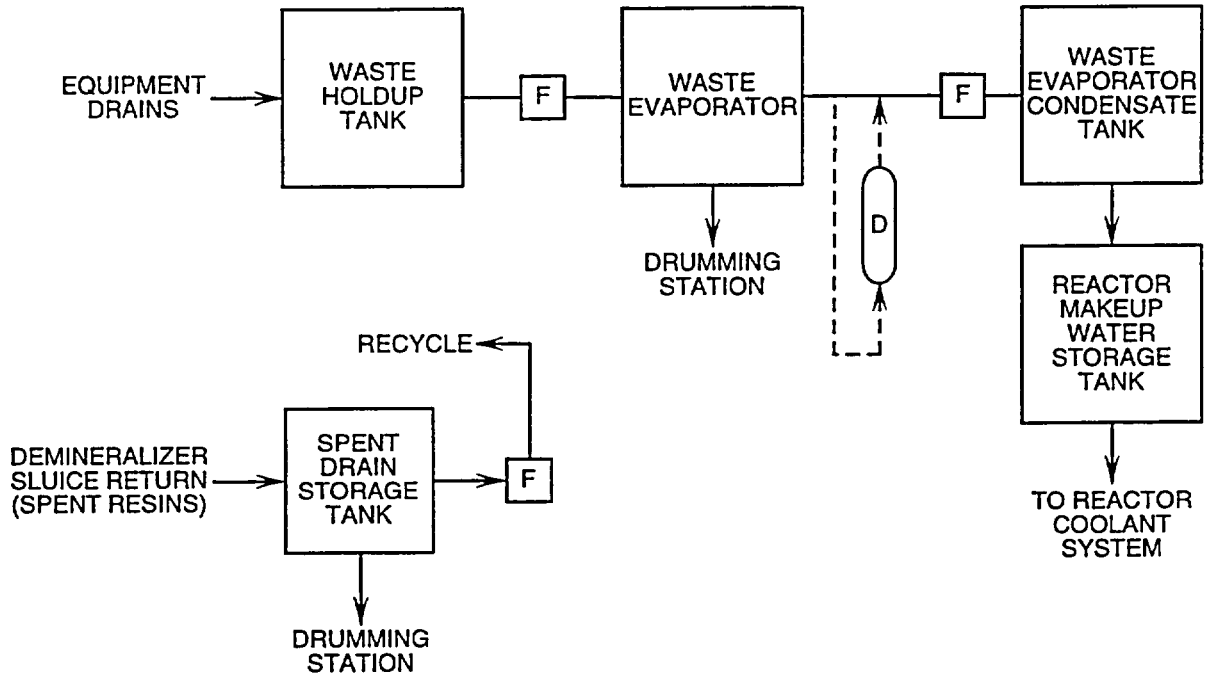 EQUIPMENT
DRAINS
WASTE
HOLDUP
TANK
F
WASTE
EVAPORATOR
DRUMMING
STATION
D
F
WASTE
EVAPORATOR
CONDENSATE
TANK
REACTOR
MAKEUP
WATER
STORAGE
TANK
TO REACTOR
COOLANT
SYSTEM
RECYCLE
DEMINERALIZER
SLUICE RETURN
(SPENT RESINS)
SPENT
DRAIN
STORAGE
TANK
F
DRUMMING
STATION